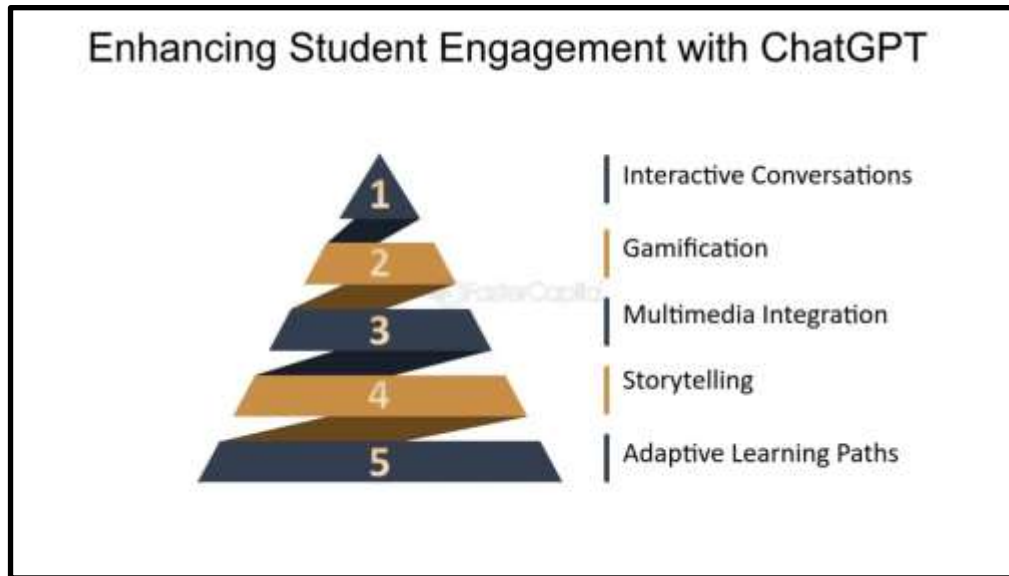 Enhancing Student Engagement with ChatGPT
1
Interactive Conversations
2
Gamification
3
Multimedia Integration
4
Storytelling
5
Adaptive Learning Paths